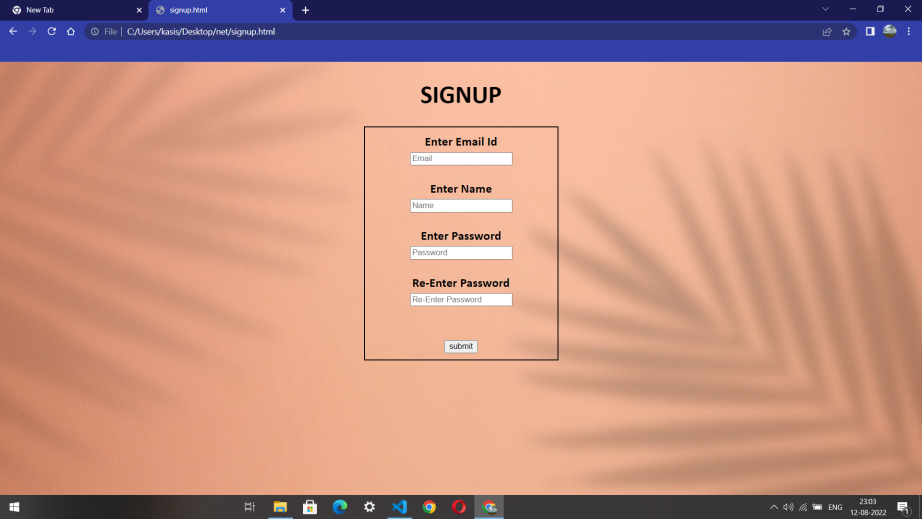 New Tab
signup.html
File
C:/Users/kasis/Desktop/net/signup.html
SIGNUP
Enter Email Id
Email
Enter Name
Name
Enter Password
Password
Re-Enter Password
Re-Enter Password
submit
ENG
23:03
12-08-2022
1